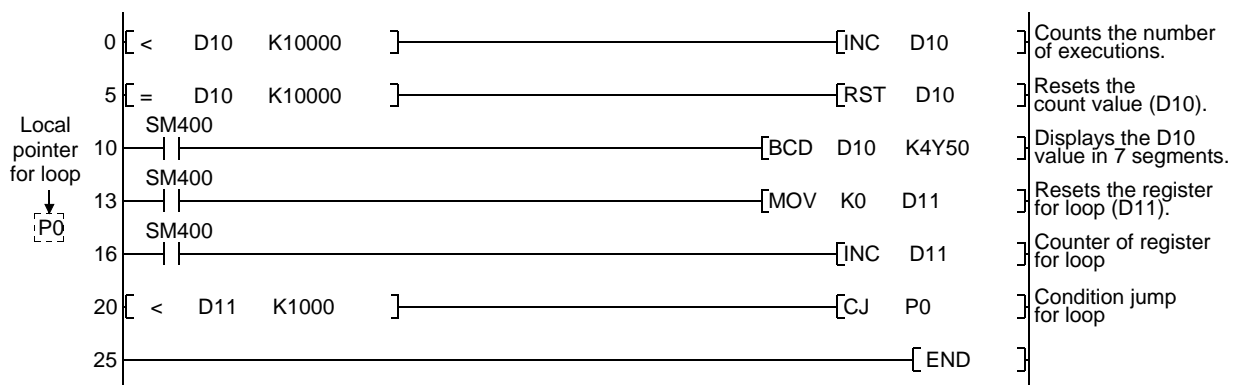 0 [ < D10 K10000 ] [INC D10 ] Counts the number
of executions.
5 [ = D10 K10000 ] [RST D10 ] Resets the
count value (D10).
SM400
10 [BCD D10 K4Y50 ] Displays the D10
value in 7 segments.
Local
pointer
for loop
P0
SM400
13 [MOV K0 D11 ] Resets the register
for loop (D11).
SM400
16 [INC D11 ] Counter of register
for loop
20 [ < D11 K1000 ] [CJ P0 ] Condition jump
for loop
25 [ END ]